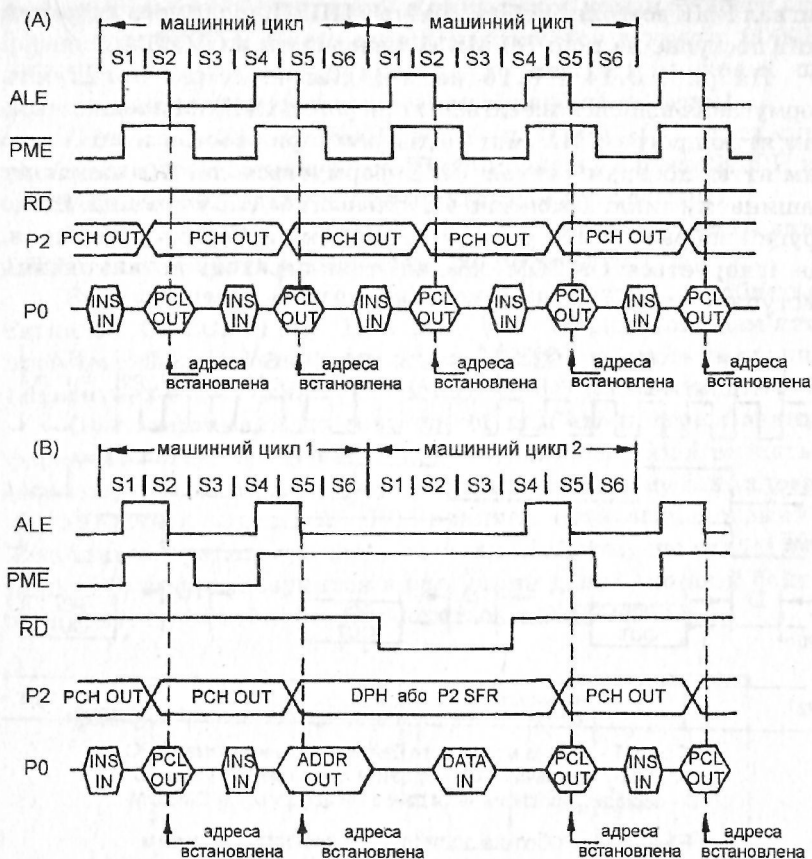 (A)
машинний цикл
машинний цикл
S1 S2 S3 S4 S5 S6 S1 S2 S3 S4 S5 S6
ALE
PME
RD
P2 PCH OUT PCH OUT PCH OUT PCH OUT PCH OUT
P0 INS IN PCL OUT INS IN PCL OUT INS IN PCL OUT INS IN PCL OUT INS IN PCL OUT
адреса встановлена
адреса встановлена
адреса встановлена
адреса встановлена
адреса встановлена
(B)
машинний цикл 1
машинний цикл 2
S1 S2 S3 S4 S5 S6 S1 S2 S3 S4 S5 S6
ALE
PME
RD
P2 PCH OUT PCH OUT DPH або P2 SFR PCH OUT
P0 INS IN PCL OUT INS IN ADDR OUT DATA IN PCL OUT INS IN PCL OUT
адреса встановлена
адреса встановлена
адреса встановлена
адреса встановлена